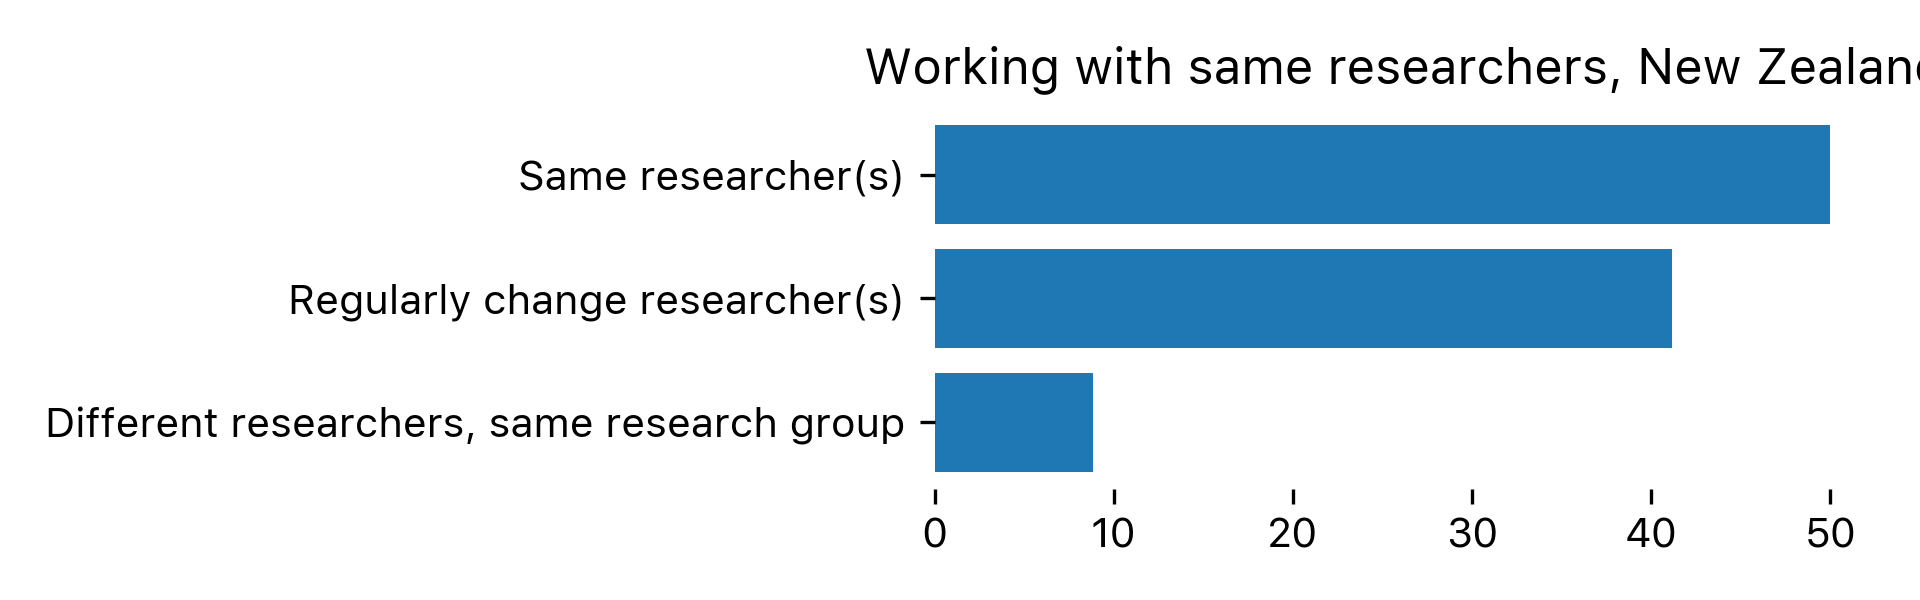 Working with same researchers, New Zealand
Same researcher(s)
Regularly change researcher(s)
Different researchers, same research group
0 10 20 30 40 50